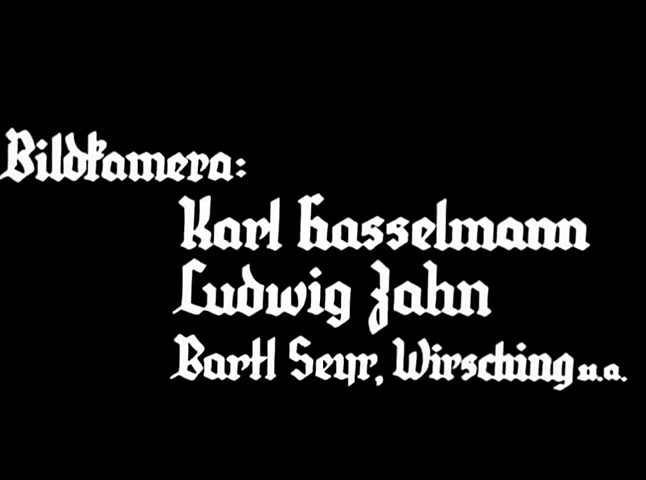 Bildkamera:
Karl Hasselmann
Ludwig Zahn
Bartl Seyr, Wirsching u.a.